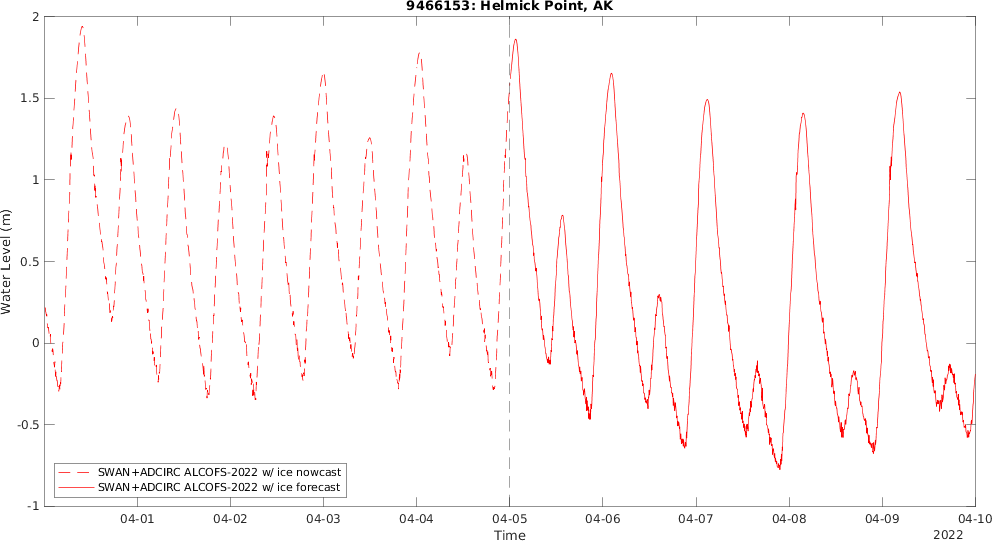 9466153: Helmick Point, AK
2
1.5
1
0.5
0
-0.5
-1
Water Level (m)
SWAN+ADCIRC ALCOFS-2022 w/ ice nowcast
SWAN+ADCIRC ALCOFS-2022 w/ ice forecast
04-01 04-02 04-03 04-04 04-05 04-06 04-07 04-08 04-09 04-10
Time
2022